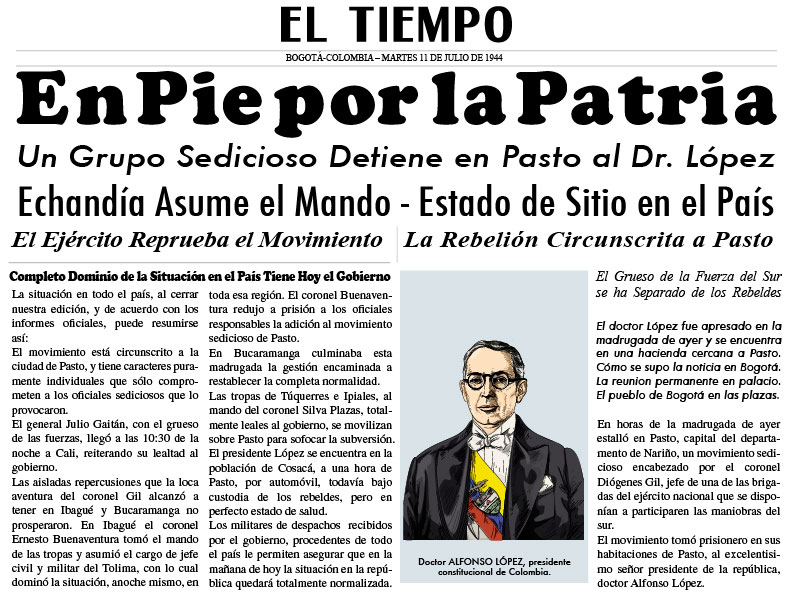 EL TIEMPO
BOGOTÁ-COLOMBIA – MARTES 11 DE JULIO DE 1944
En Pie por la Patria
Un Grupo Sedicioso Detiene en Pasto al Dr. López
Echandía Asume el Mando - Estado de Sitio en el País
El Ejército Reprueba el Movimiento
La Rebelión Circunscrita a Pasto
Completo Dominio de la Situación en el País Tiene Hoy el Gobierno
La situación en todo el país, al cerrar
nuestra edición, y de acuerdo con los
informes oficiales, puede resumirse
así:
El movimiento está circunscrito a la
ciudad de Pasto, y tiene caracteres pura-
mente individuales que sólo compro-
meten a los oficiales sediciosos que lo
provocaron.
El general Julio Gaitán, con el grueso
de las fuerzas, llegó a las 10:30 de la
noche a Cali, reiterando su lealtad al
gobierno.
Las aisladas repercusiones que la loca
aventura del coronel Gil alcanzó a
tener en Ibagué y Bucaramanga no
prosperaron. En Ibagué el coronel
Ernesto Buenaventura tomó el mando
de las tropas y asumió el cargo de jefe
civil y militar del Tolima, con lo cual
dominó la situación, anoche mismo, en
toda esa región. El coronel Buenaven-
tura redujo a prisión a los oficiales
responsables la adición al movimiento
sedicioso de Pasto.
En Bucaramanga culminaba esta
madrugada la gestión encaminada a
restablecer la completa normalidad.
Las tropas de Túquerres e Ipiales, al
mando del coronel Silva Plazas, total-
mente leales al gobierno, se movilizan
sobre Pasto para sofocar la subversión.
El presidente López se encuentra en la
población de Cosacá, a una hora de
Pasto, por automóvil, todavía bajo
custodia de los rebeldes, pero en
perfecto estado de salud.
Los militares de despachos recibidos
por el gobierno, procedentes de todo
el país le permiten asegurar que en la
mañana de hoy la situación en la repú-
blica quedará totalmente normalizada.
Doctor ALFONSO LÓPEZ, presidente
constitucional de Colombia.
El Grueso de la Fuerza del Sur
se ha Separado de los Rebeldes
El doctor López fue apresado en la
madrugada de ayer y se encuentra
en una hacienda cercana a Pasto.
Cómo se supo la noticia en Bogotá.
La reunion permanente en palacio.
El pueblo de Bogotá en las plazas.
En horas de la madrugada de ayer
estalló en Pasto, capital del departa-
mento de Nariño, un movimiento sedi-
cioso encabezado por el coronel
Diógenes Gil, jefe de una de las briga-
das del ejército nacional que se dispo-
nían a participaren las maniobras del
sur.
El movimiento tomó prisionero en sus
habitaciones de Pasto, al excelentisi-
mo señor presidente de la república,
doctor Alfonso López.